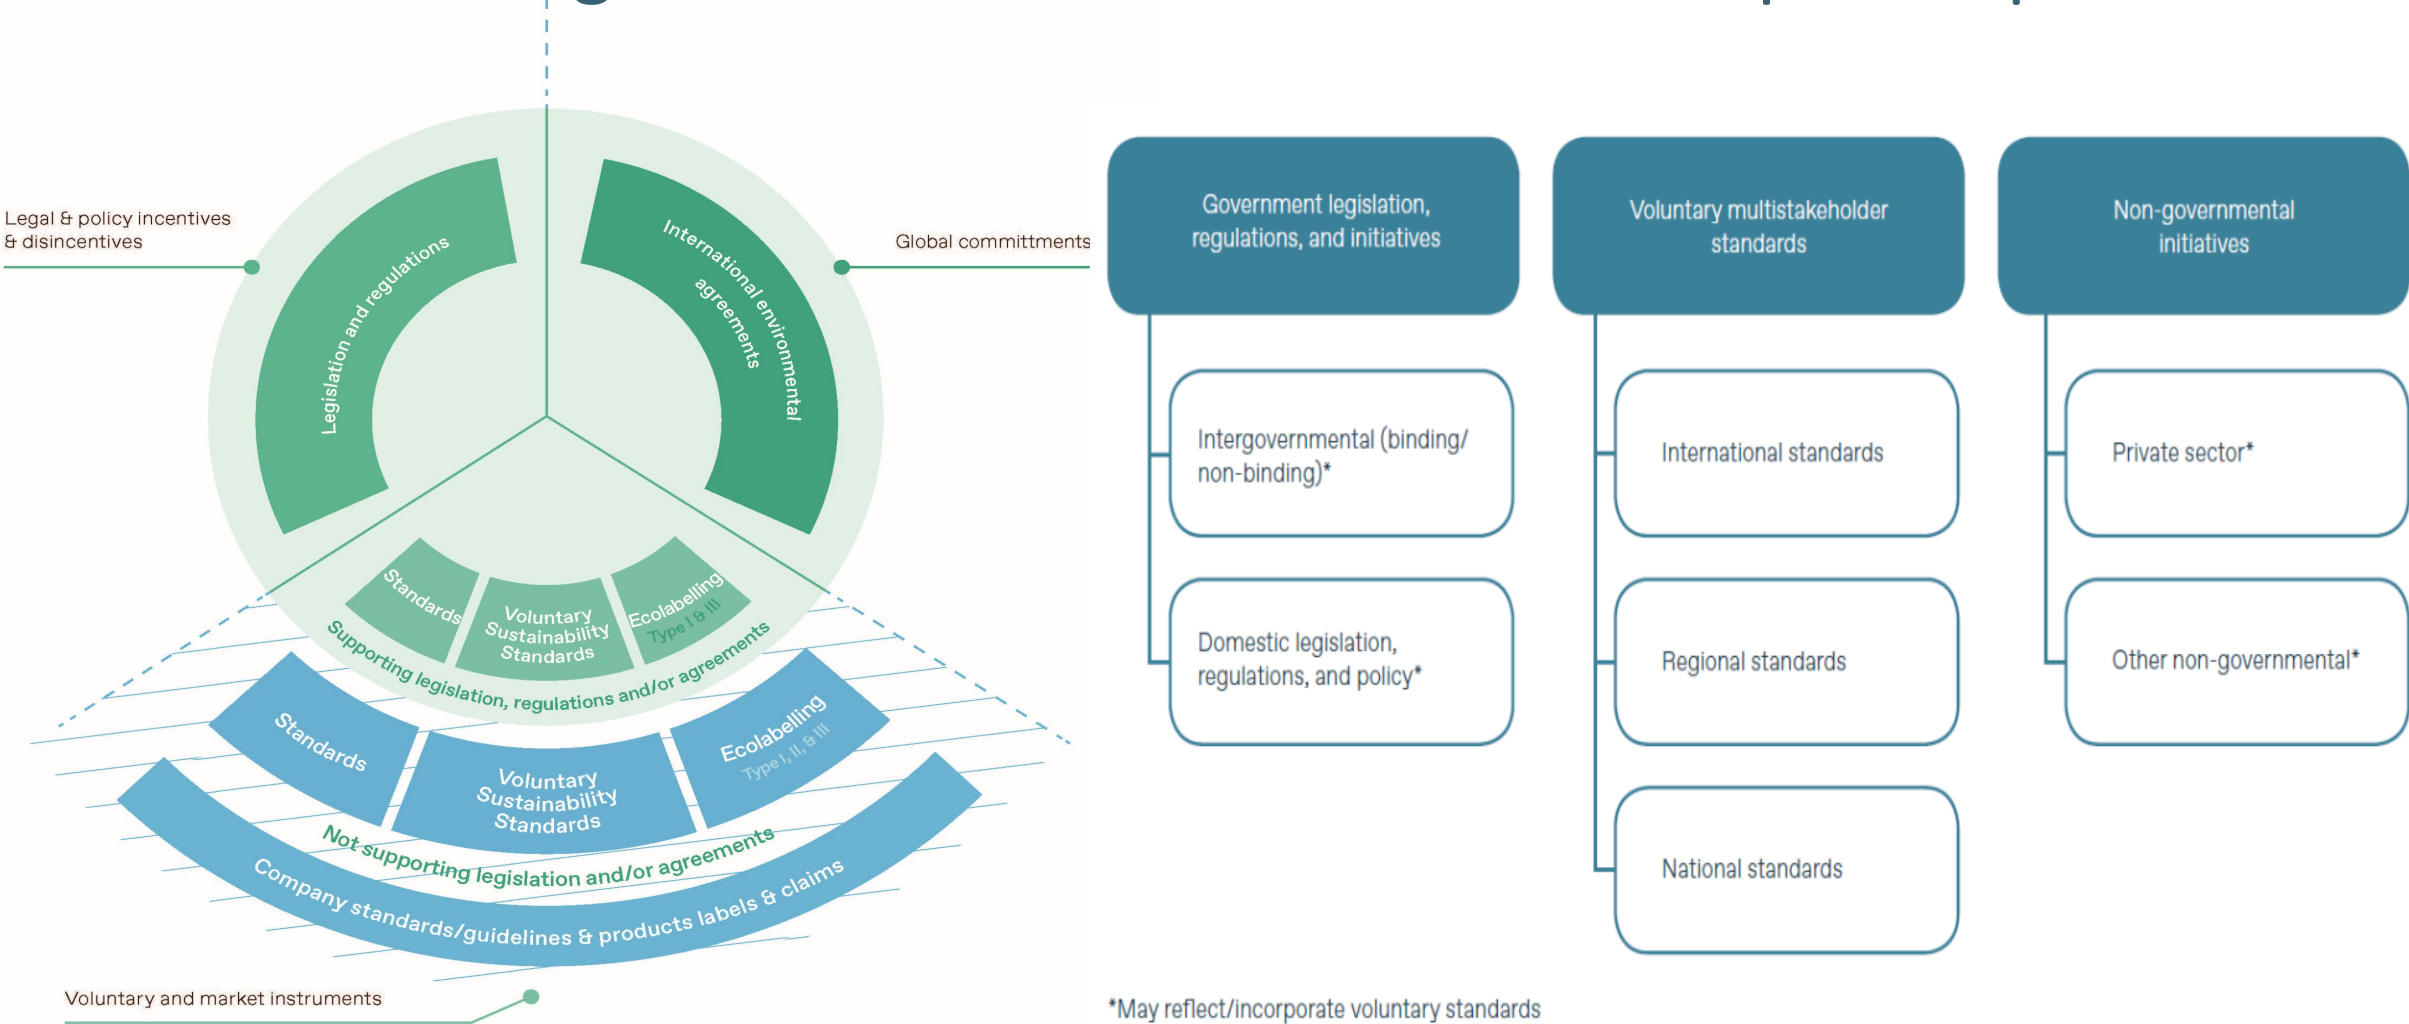 Legal & policy incentives
& disincentives
Global committments
Legislation and regulations
International environmental
agreements
Standards
Voluntary
Sustainability
Standards
Ecolabelling
Type I & III
Supporting legislation, regulations and/or agreements
Standards
Voluntary
Sustainability
Standards
Ecolabelling
Type I, II, & III
Not supporting legislation and/or agreements
Company standards/guidelines & products labels & claims
Voluntary and market instruments
Government legislation,
regulations, and initiatives
Intergovernmental (binding/
non-binding)*
Domestic legislation,
regulations, and policy*
Voluntary multistakeholder
standards
International standards
Regional standards
National standards
Non-governmental
initiatives
Private sector*
Other non-governmental*
*May reflect/incorporate voluntary standards